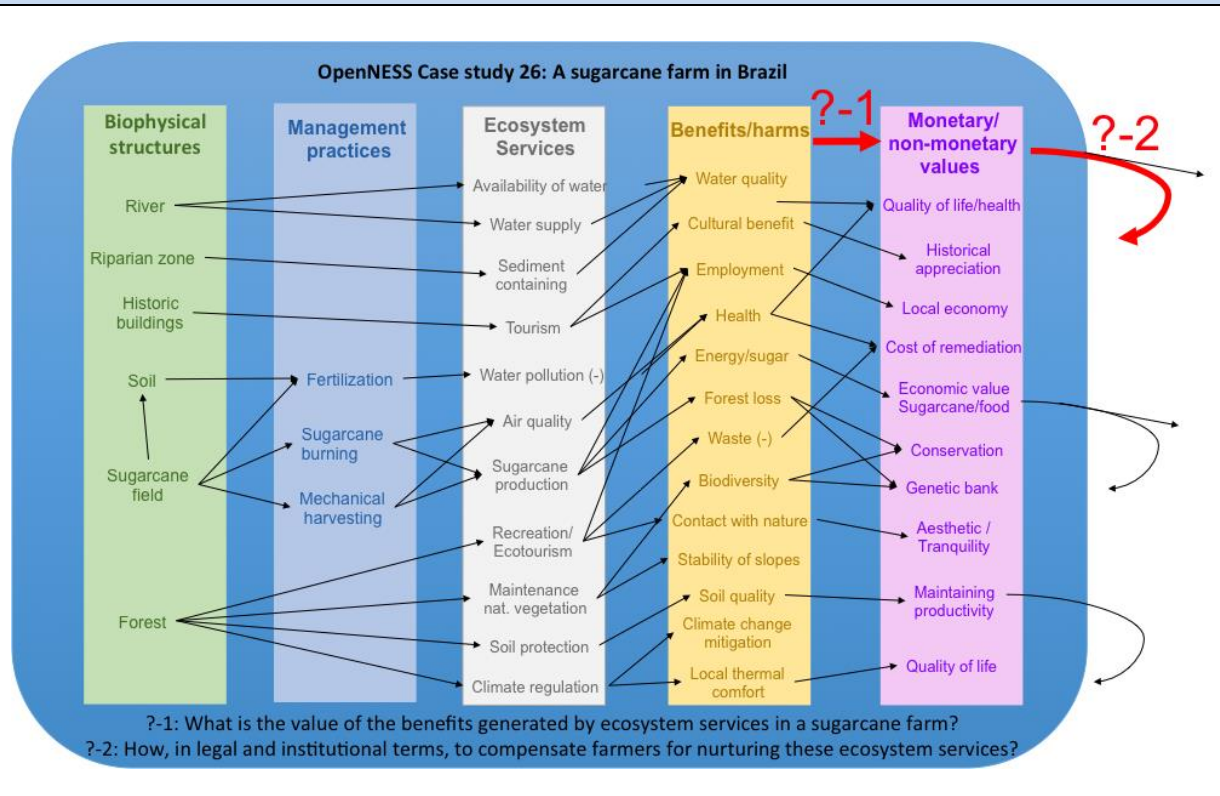 OpenNESS Case study 26: A sugarcane farm in Brazil
?-1
?-2
Biophysical
structures
River
Riparian zone
Historic
buildings
Soil
Sugarcane
field
Forest
Management
practices
Fertilization
Sugarcane
burning
Mechanical
harvesting
Ecosystem
Services
Availability of water
Water supply
Sediment
containing
Tourism
Water pollution (-)
Air quality
Sugarcane
production
Recreation/
Ecotourism
Maintenance
nat. vegetation
Soil protection
Climate regulation
Benefits/harms
Water quality
Cultural benefit
Employment
Health
Energy/sugar
Forest loss
Waste (-)
Biodiversity
Contact with nature
Stability of slopes
Soil quality
Climate change
mitigation
Local thermal
comfort
Monetary/
non-monetary
values
Quality of life/health
Historical
appreciation
Local economy
Cost of remediation
Economic value
Sugarcane/food
Conservation
Genetic bank
Aesthetic /
Tranquility
Maintaining
productivity
Quality of life
?-1: What is the value of the benefits generated by ecosystem services in a sugarcane farm?
?-2: How, in legal and institutional terms, to compensate farmers for nurturing these ecosystem services?